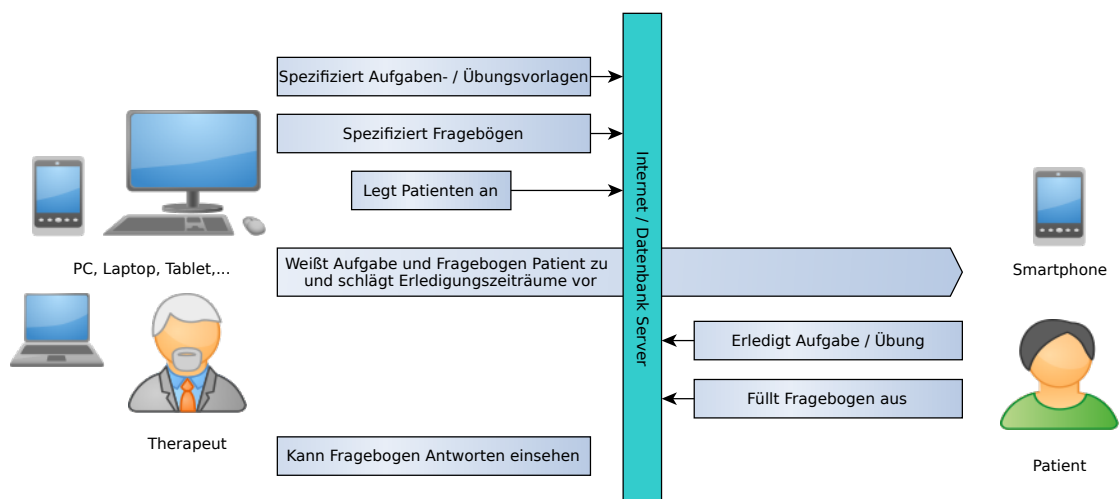 Spezifiziert Aufgaben- / Übungsvorlagen
Spezifiziert Fragebögen
Legt Patienten an
PC, Laptop, Tablet,...
Weißt Aufgabe und Fragebogen Patient zu
und schlägt Erledigungszeiträume vor
Internet / Datenbank Server
Smartphone
Erledigt Aufgabe / Übung
Füllt Fragebogen aus
Therapeut
Kann Fragebogen Antworten einsehen
Patient